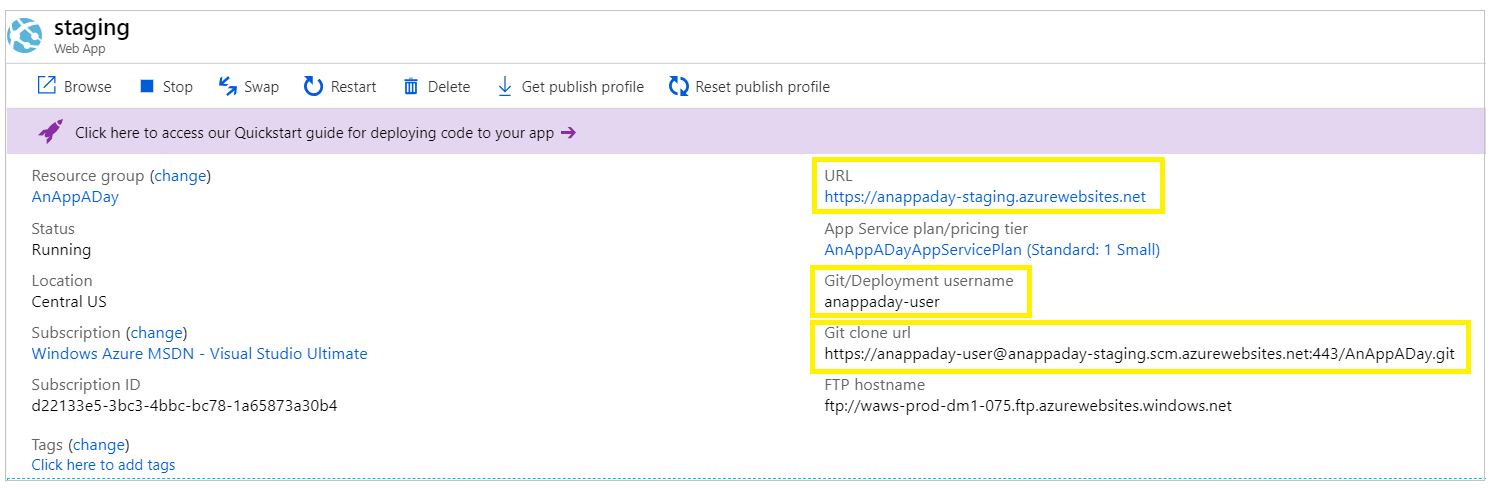 staging
Web App
Browse Stop Swap Restart Delete Get publish profile Reset publish profile
Click here to access our Quickstart guide for deploying code to your app
Resource group (change)
AnAppADay
Status
Running
Location
Central US
Subscription (change)
Windows Azure MSDN - Visual Studio Ultimate
Subscription ID
d22133e5-3bc3-4bbc-bc78-1a65873a30b4
Tags (change)
Click here to add tags
URL
https://anappaday-staging.azurewebsites.net
App Service plan/pricing tier
AnAppADayAppServicePlan (Standard: 1 Small)
Git/Deployment username
anappaday-user
Git clone url
https://anappaday-user@anappaday-staging.scm.azurewebsites.net:443/AnAppADay.git
FTP hostname
ftp://waws-prod-dm1-075.ftp.azurewebsites.windows.net